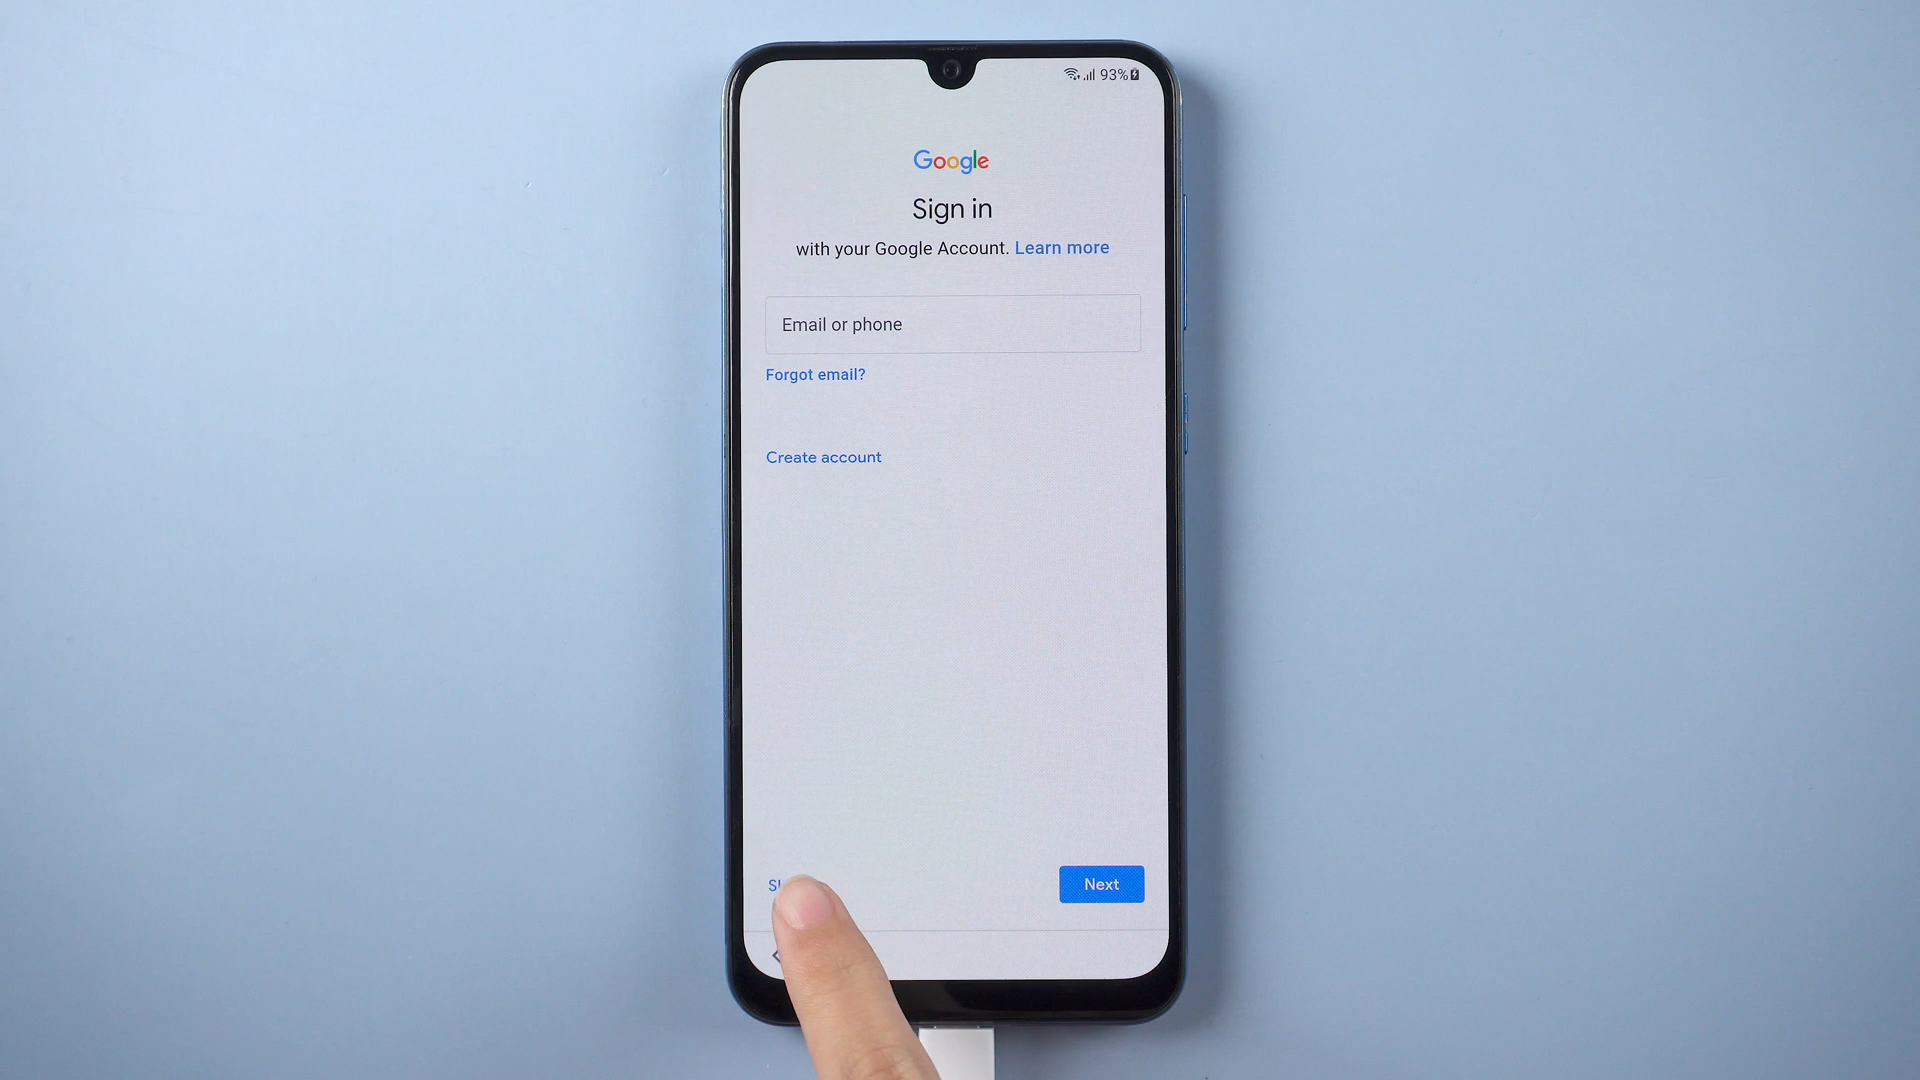 93%
Google
Sign in
with your Google Account. Learn more
Email or phone
Forgot email?
Create account
Next